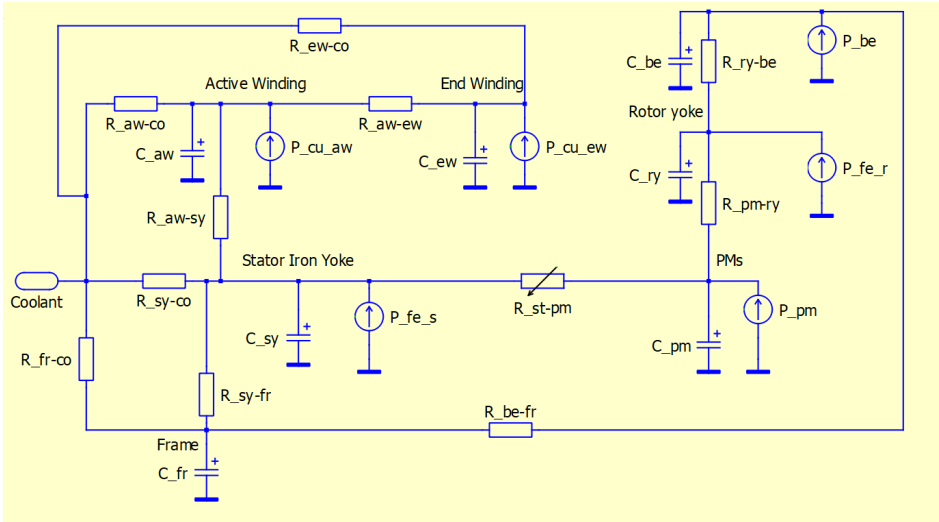 R_ew-co
P_be
C_be
R_ry-be
Active Winding
End Winding
Rotor yoke
R_aw-co
R_aw-ew
C_aw
P_cu_aw
C_ew
P_cu_ew
C_ry
P_fe_r
R_aw-sy
R_pm-ry
Stator Iron Yoke
PMs
Coolant
R_sy-co
R_st-pm
P_fe_s
P_pm
C_sy
C_pm
R_fr-co
R_sy-fr
R_be-fr
Frame
C_fr